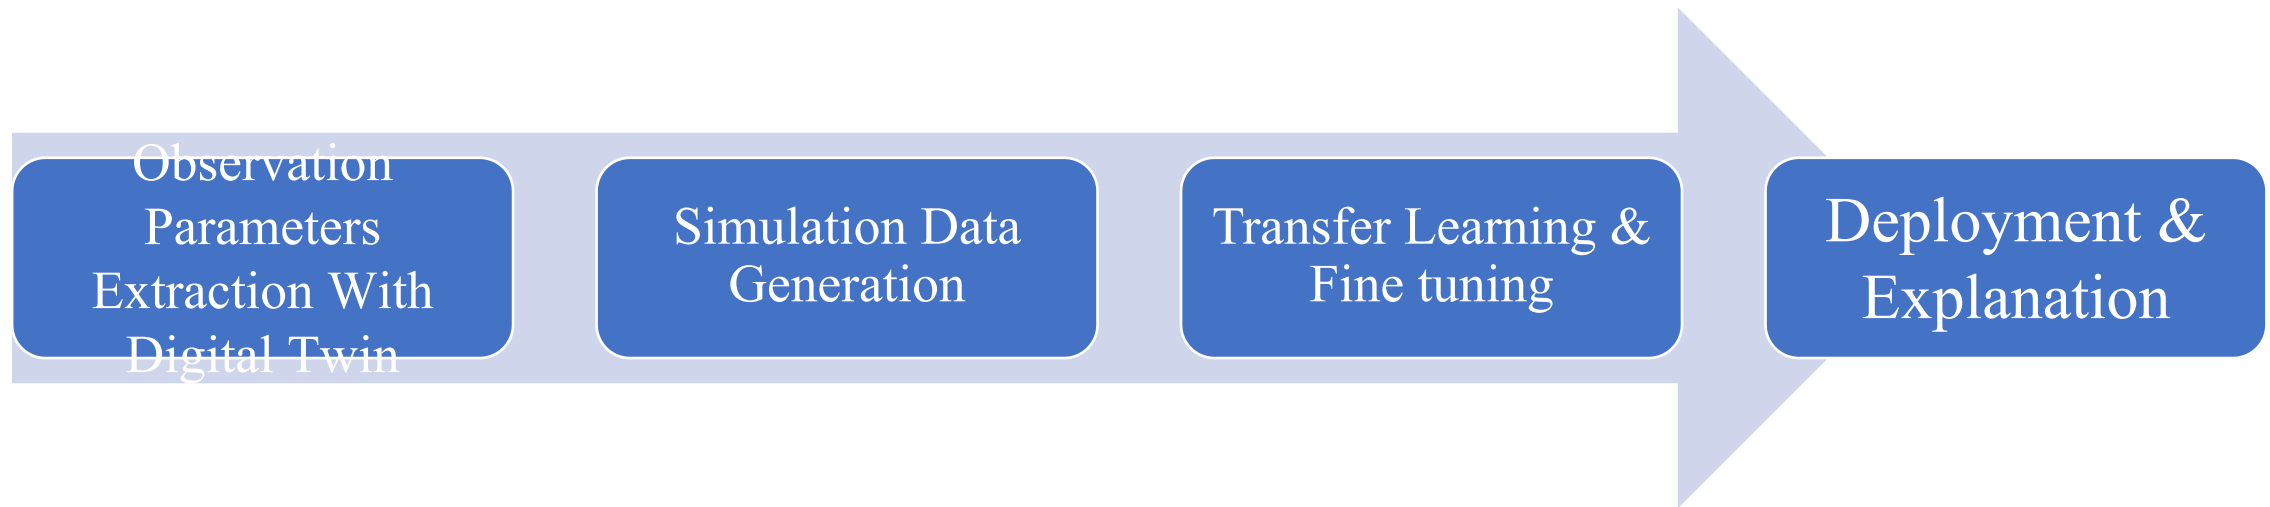 Observation
Parameters
Extraction With
Digital Twin
Simulation Data
Generation
Transfer Learning &
Fine tuning
Deployment &
Explanation